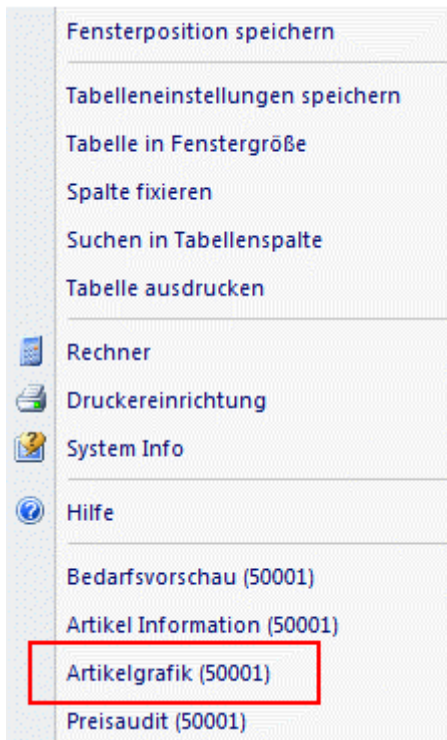 Fensterposition speichern
Tabelleneinstellungen speichern
Tabelle in Fenstergröße
Spalte fixieren
Suchen in Tabellenspalte
Tabelle ausdrucken
Rechner
Druckereinrichtung
System Info
Hilfe
Bedarfsvorschau (50001)
Artikel Information (50001)
Artikelgrafik (50001)
Preisaudit (50001)